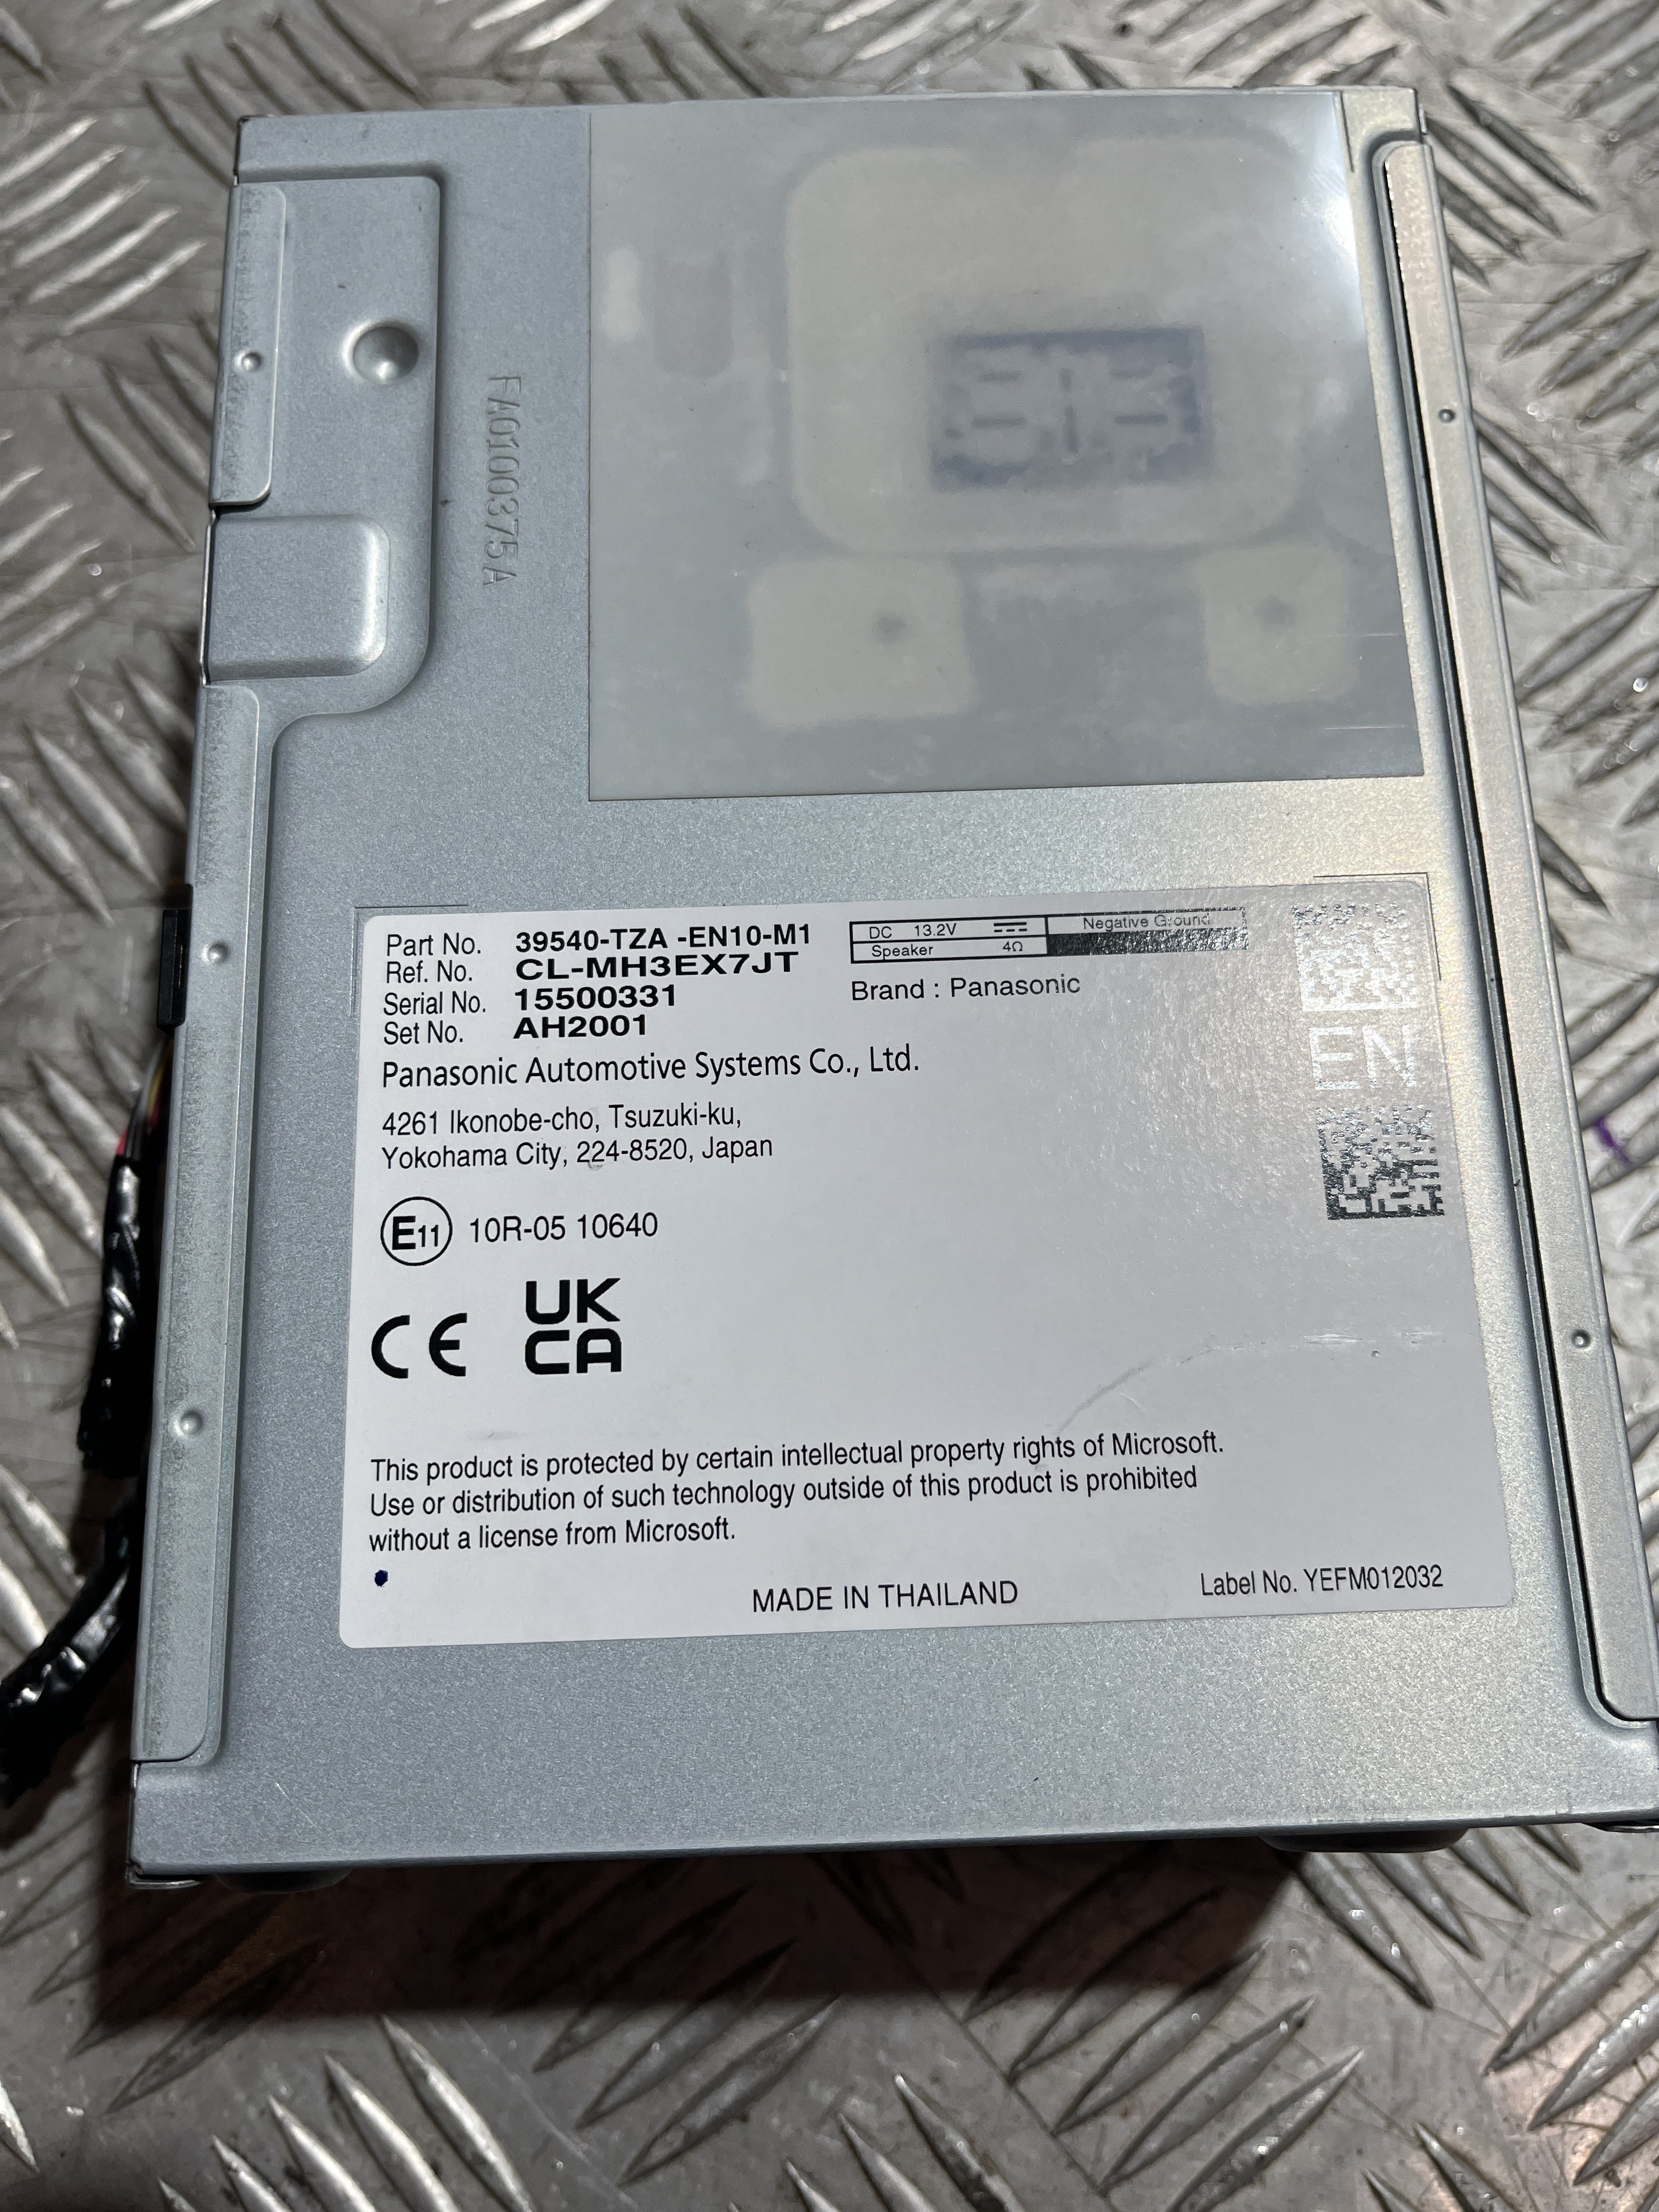 FA0100375 A
Part No. 39540-TZA -EN10-M1
Ref. No. CL-MH3EX7JT
Serial No. 15500331
Set No. AH2001
DC 13.2V Negative Ground
Speaker 4Ω
Brand : Panasonic
EN
Panasonic Automotive Systems Co., Ltd.
4261 Ikonobe-cho, Tsuzuki-ku,
Yokohama City, 224-8520, Japan
E11 10R-05 10640
CE UK
CA
This product is protected by certain intellectual property rights of Microsoft.
Use or distribution of such technology outside of this product is prohibited
without a license from Microsoft.
MADE IN THAILAND
Label No. YEFM012032